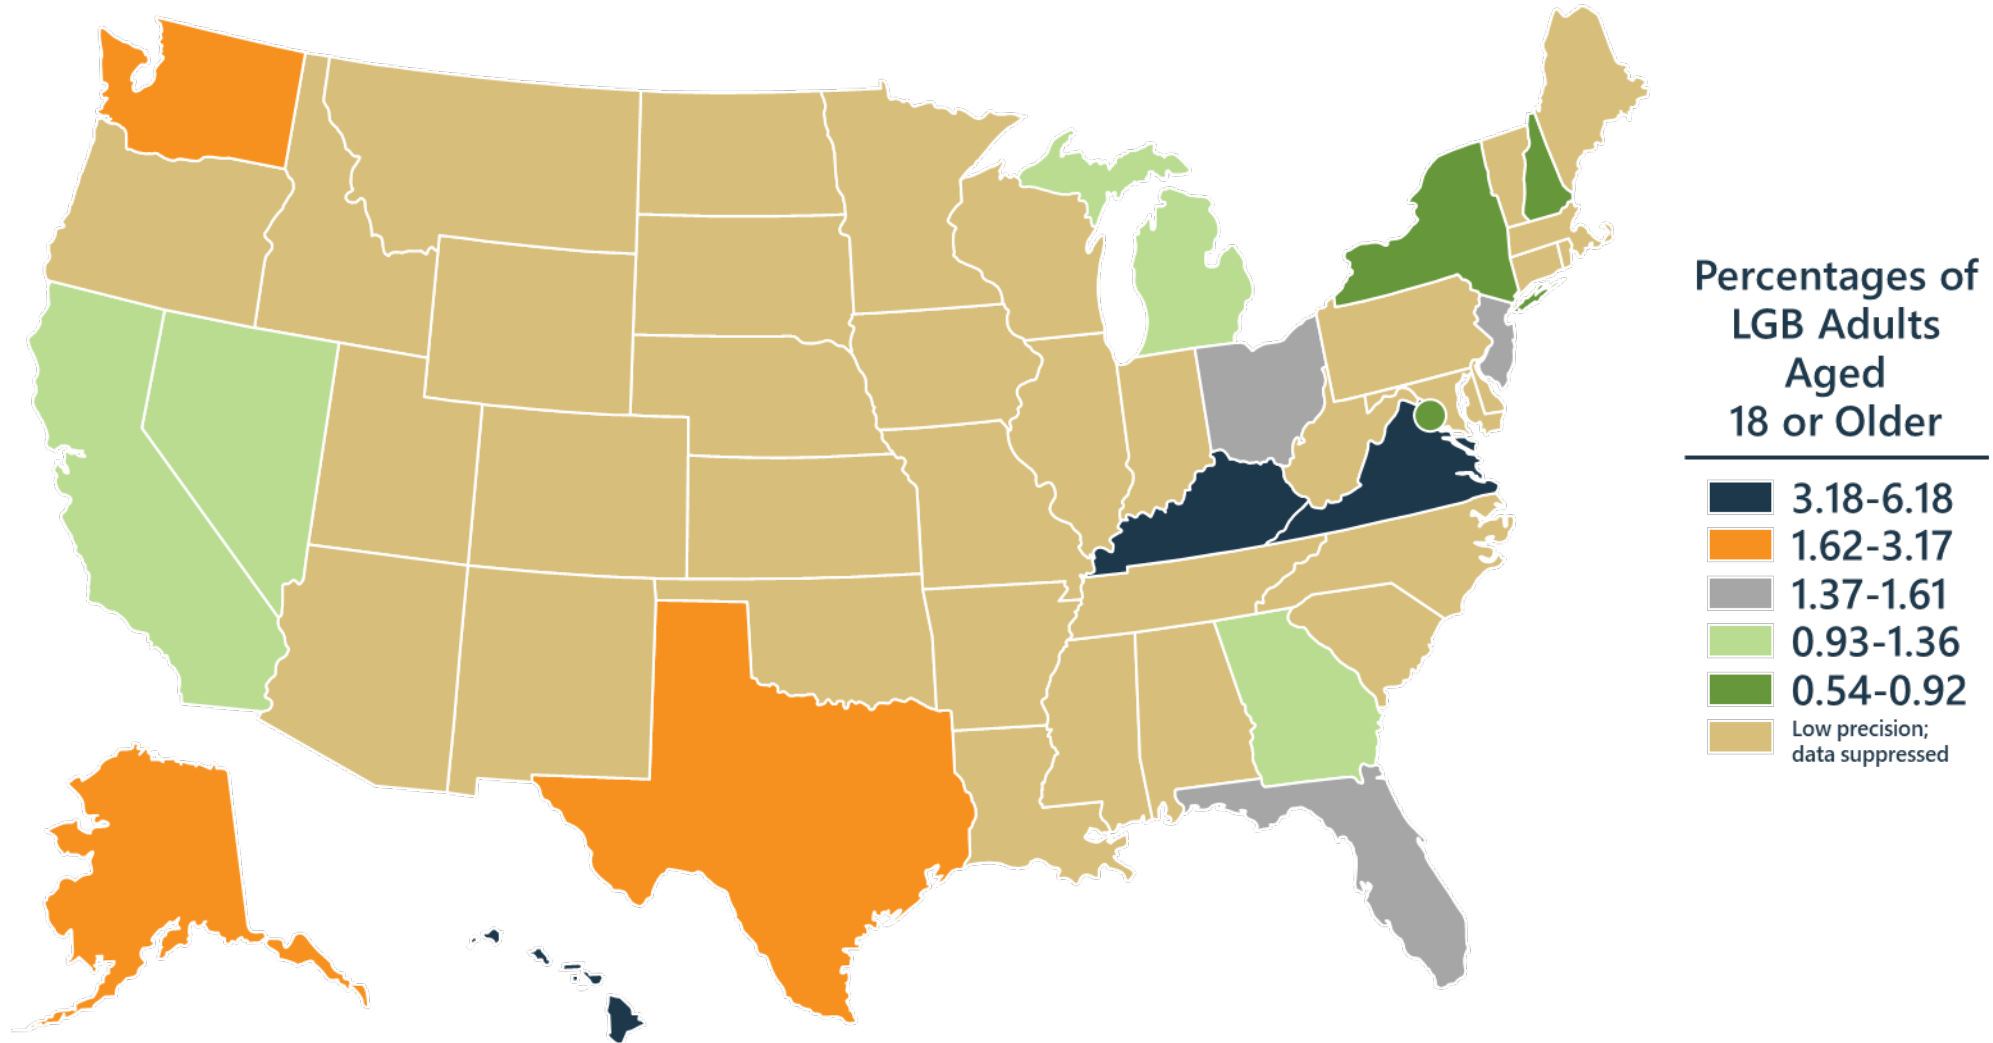 Percentages of
LGB Adults
Aged
18 or Older
3.18-6.18
1.62-3.17
1.37-1.61
0.93-1.36
0.54-0.92
Low precision;
data suppressed